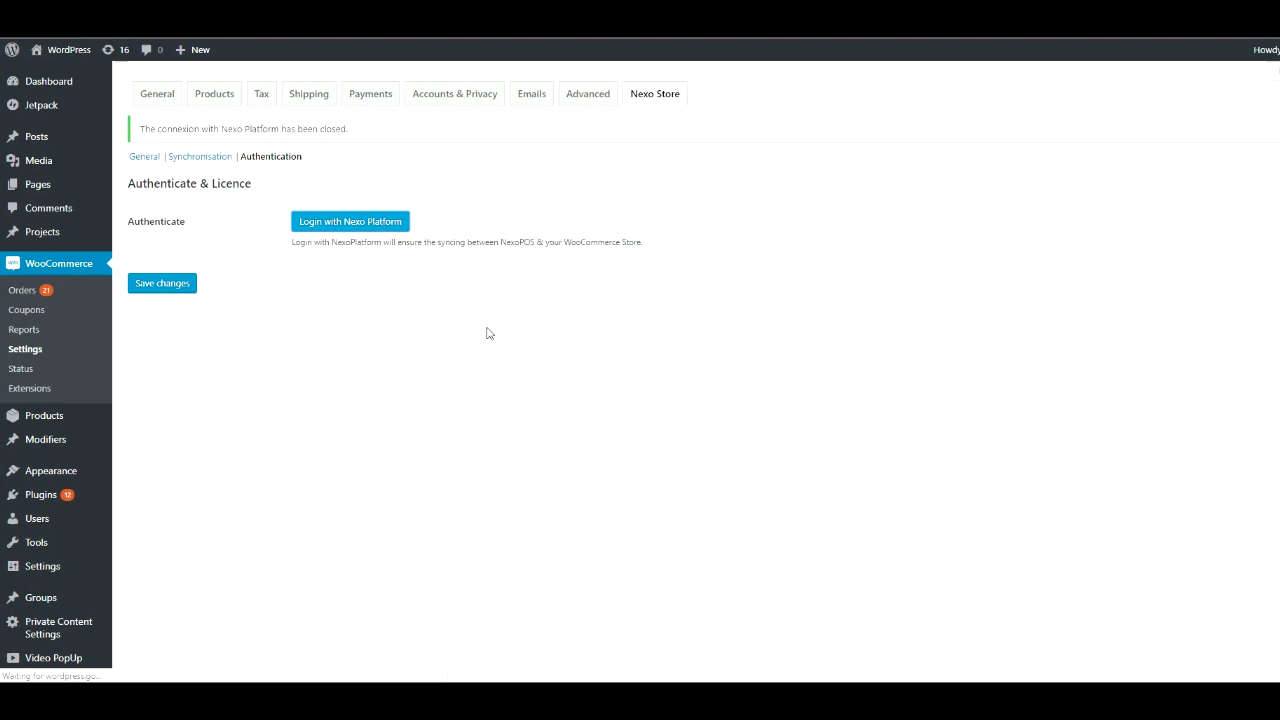 WordPress 16 0 New Howdy
General Products Tax Shipping Payments Accounts & Privacy Emails Advanced Nexo Store
The connexion with Nexo Platform has been closed.
General | Synchronisation | Authentication
Authenticate & Licence
Authenticate Login with Nexo Platform
Login with NexoPlatform will ensure the syncing between NexoPOS & your WooCommerce Store.
Save changes
Dashboard
Jetpack
Posts
Media
Pages
Comments
Projects
WooCommerce
Orders 21
Coupons
Reports
Settings
Status
Extensions
Products
Modifiers
Appearance
Plugins 12
Users
Tools
Settings
Groups
Private Content
Settings
Video PopUp
Waiting for wordpress.go...